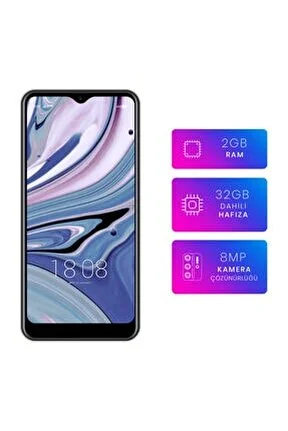 18 08
2GB
RAM
32GB
DAHİLİ
HAFIZA
8MP
KAMERA
ÇÖZÜNÜRLÜĞÜ